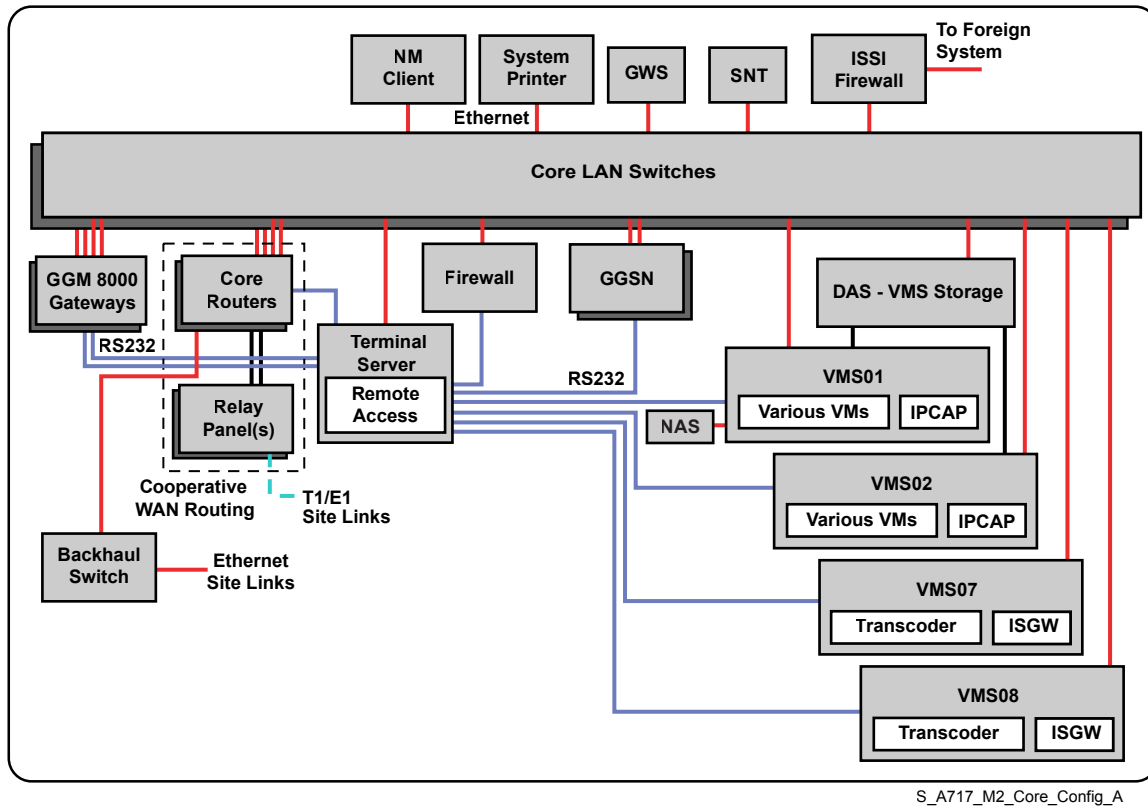 NM
Client
System
Printer
GWS
SNT
ISSI
Firewall
To Foreign
System
Ethernet
Core LAN Switches
GGM 8000
Gateways
Core
Routers
Firewall
GGSN
DAS - VMS Storage
RS232
Terminal
Server
Remote
Access
RS232
VMS01
Various VMs
IPCAP
Relay
Panel(s)
NAS
Cooperative
WAN Routing
T1/E1
Site Links
VMS02
Various VMs
IPCAP
Backhaul
Switch
Ethernet
Site Links
VMS07
Transcoder
ISGW
VMS08
Transcoder
ISGW
S_A717_M2_Core_Config_A